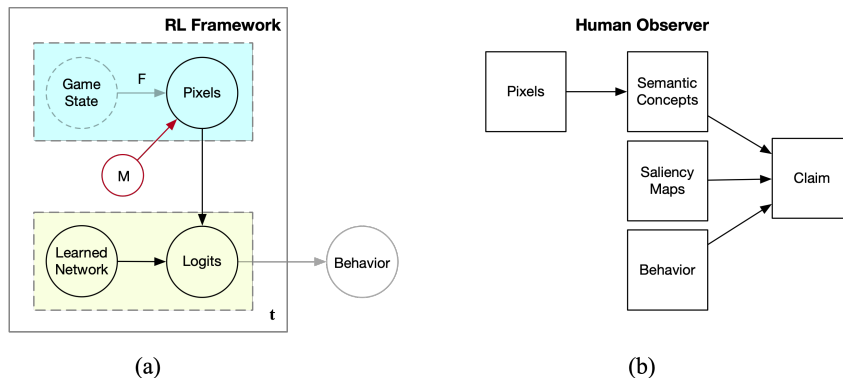 RL Framework
Game
State
F
Pixels
M
Learned
Network
Logits
Behavior
t
(a)
Human Observer
Pixels
Semantic
Concepts
Saliency
Maps
Claim
Behavior
(b)